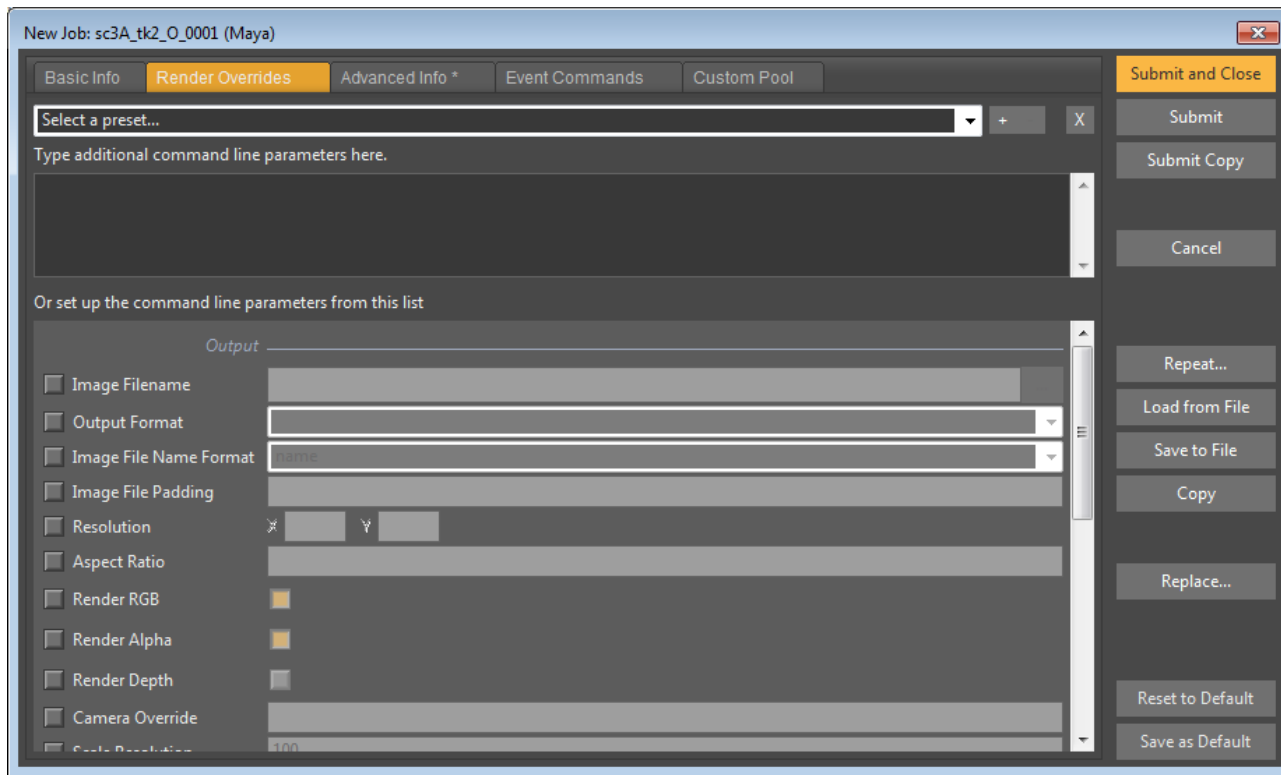 New Job: sc3A_tk2_O_0001 (Maya)
Basic Info Render Overrides Advanced Info * Event Commands Custom Pool
Select a preset... + X
Type additional command line parameters here.
Or set up the command line parameters from this list
Output
Image Filename
Output Format
Image File Name Format name
Image File Padding
Resolution X Y
Aspect Ratio
Render RGB
Render Alpha
Render Depth
Camera Override
Scale Resolution 100
Submit and Close
Submit
Submit Copy
Cancel
Repeat...
Load from File
Save to File
Copy
Replace...
Reset to Default
Save as Default